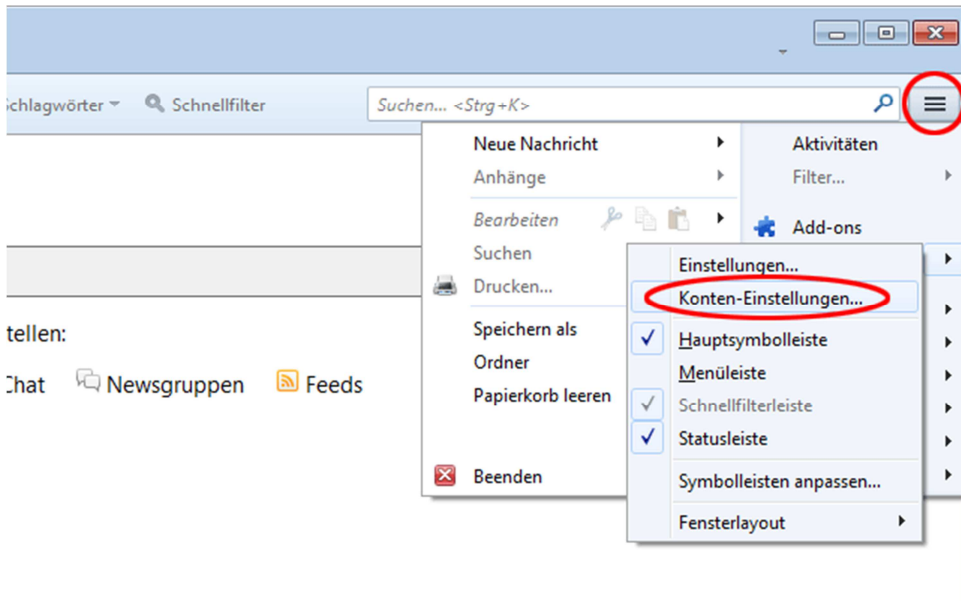 Schlagwörter
Schnellfilter
Suchen... <Strg+K>
Neue Nachricht
Anhänge
Bearbeiten
Suchen
Drucken...
Speichern als
Ordner
Papierkorb leeren
Beenden
Aktivitäten
Filter...
Add-ons
Einstellungen...
Konten-Einstellungen...
Hauptsymbolleiste
Menüleiste
Schnellfilterleiste
Statusleiste
Symbolleisten anpassen...
Fensterlayout
tellen:
Chat
Newsgruppen
Feeds